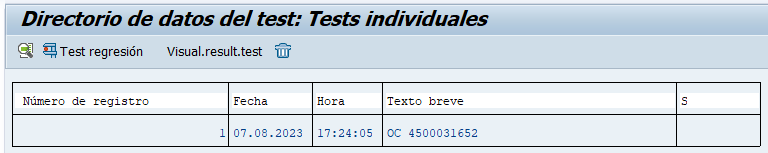 Directorio de datos del test: Tests individuales
Test regresión Visual.result.test
Número de registro Fecha Hora Texto breve S
1 07.08.2023 17:24:05 OC 4500031652